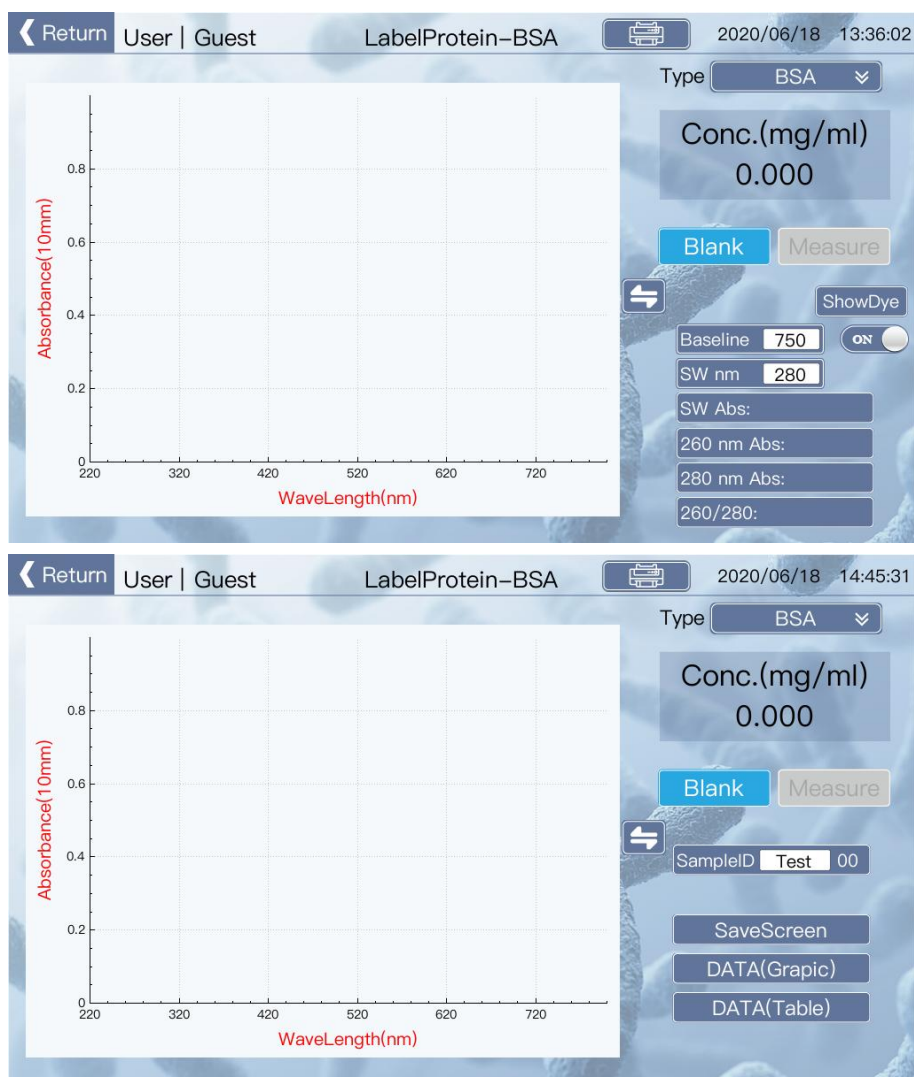 Return User | Guest LabelProtein-BSA 2020/06/18 13:36:02
Type BSA
Conc.(mg/ml)
0.000
Blank Measure
ShowDye
Baseline 750 ON
SW nm 280
SW Abs:
260 nm Abs:
280 nm Abs:
260/280:
Absorbance(10mm)
0.8
0.6
0.4
0.2
0
220 320 420 520 620 720
WaveLength(nm)
Return User | Guest LabelProtein-BSA 2020/06/18 14:45:31
Type BSA
Conc.(mg/ml)
0.000
Blank Measure
SampleID Test 00
SaveScreen
DATA(Grapic)
DATA(Table)
Absorbance(10mm)
0.8
0.6
0.4
0.2
0
220 320 420 520 620 720
WaveLength(nm)